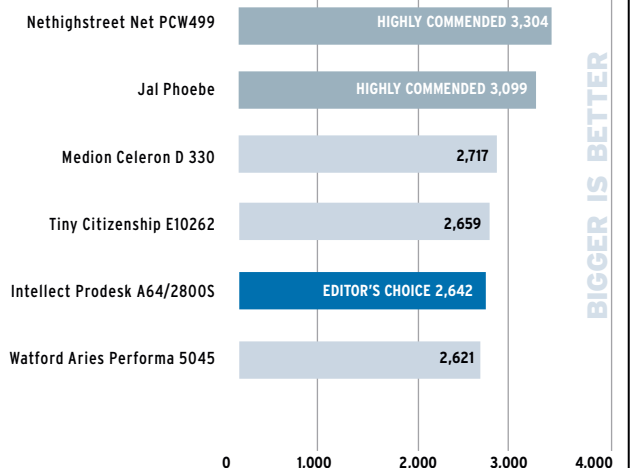 Nethighstreet Net PCW499 HIGHLY COMMENDED 3,304
Jal Phoebe HIGHLY COMMENDED 3,099
Medion Celeron D 330 2,717
Tiny Citizenship E10262 2,659
Intellect Prodesk A64/2800S EDITOR'S CHOICE 2,642
Watford Aries Performa 5045 2,621
0 1.000 2.000 3.000 4.000
BIGGER IS BETTER